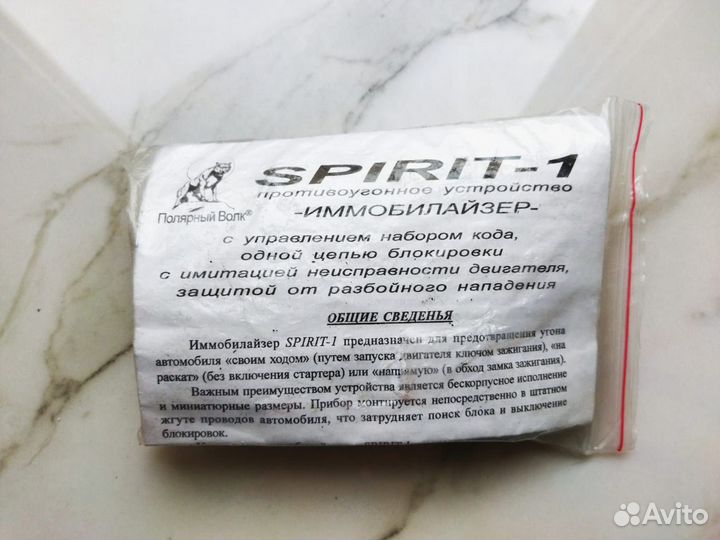 SPIRIT-1
противоугонное устройство
Полярный Волк®
-ИММОБИЛАЙЗЕР-
с управлением набором кода,
одной цепью блокировки
с имитацией неисправности двигателя,
защитой от разбойного нападения
ОБЩИЕ СВЕДЕНЬЯ
Иммобилайзер SPIRIT-1 предназначен для предотвращения угона
автомобиля «своим ходом» (путем запуска двигателя ключом зажигания), «на
раскат» (без включения стартера) или «напрямую» (в обход замка зажигания).
Важным преимуществом устройства является бескорпусное исполнение
и миниатюрные размеры. Прибор монтируется непосредственно в штатном
жгуте проводов автомобиля, что затрудняет поиск блока и выключение
блокировок.
SPIRIT-1
Avito